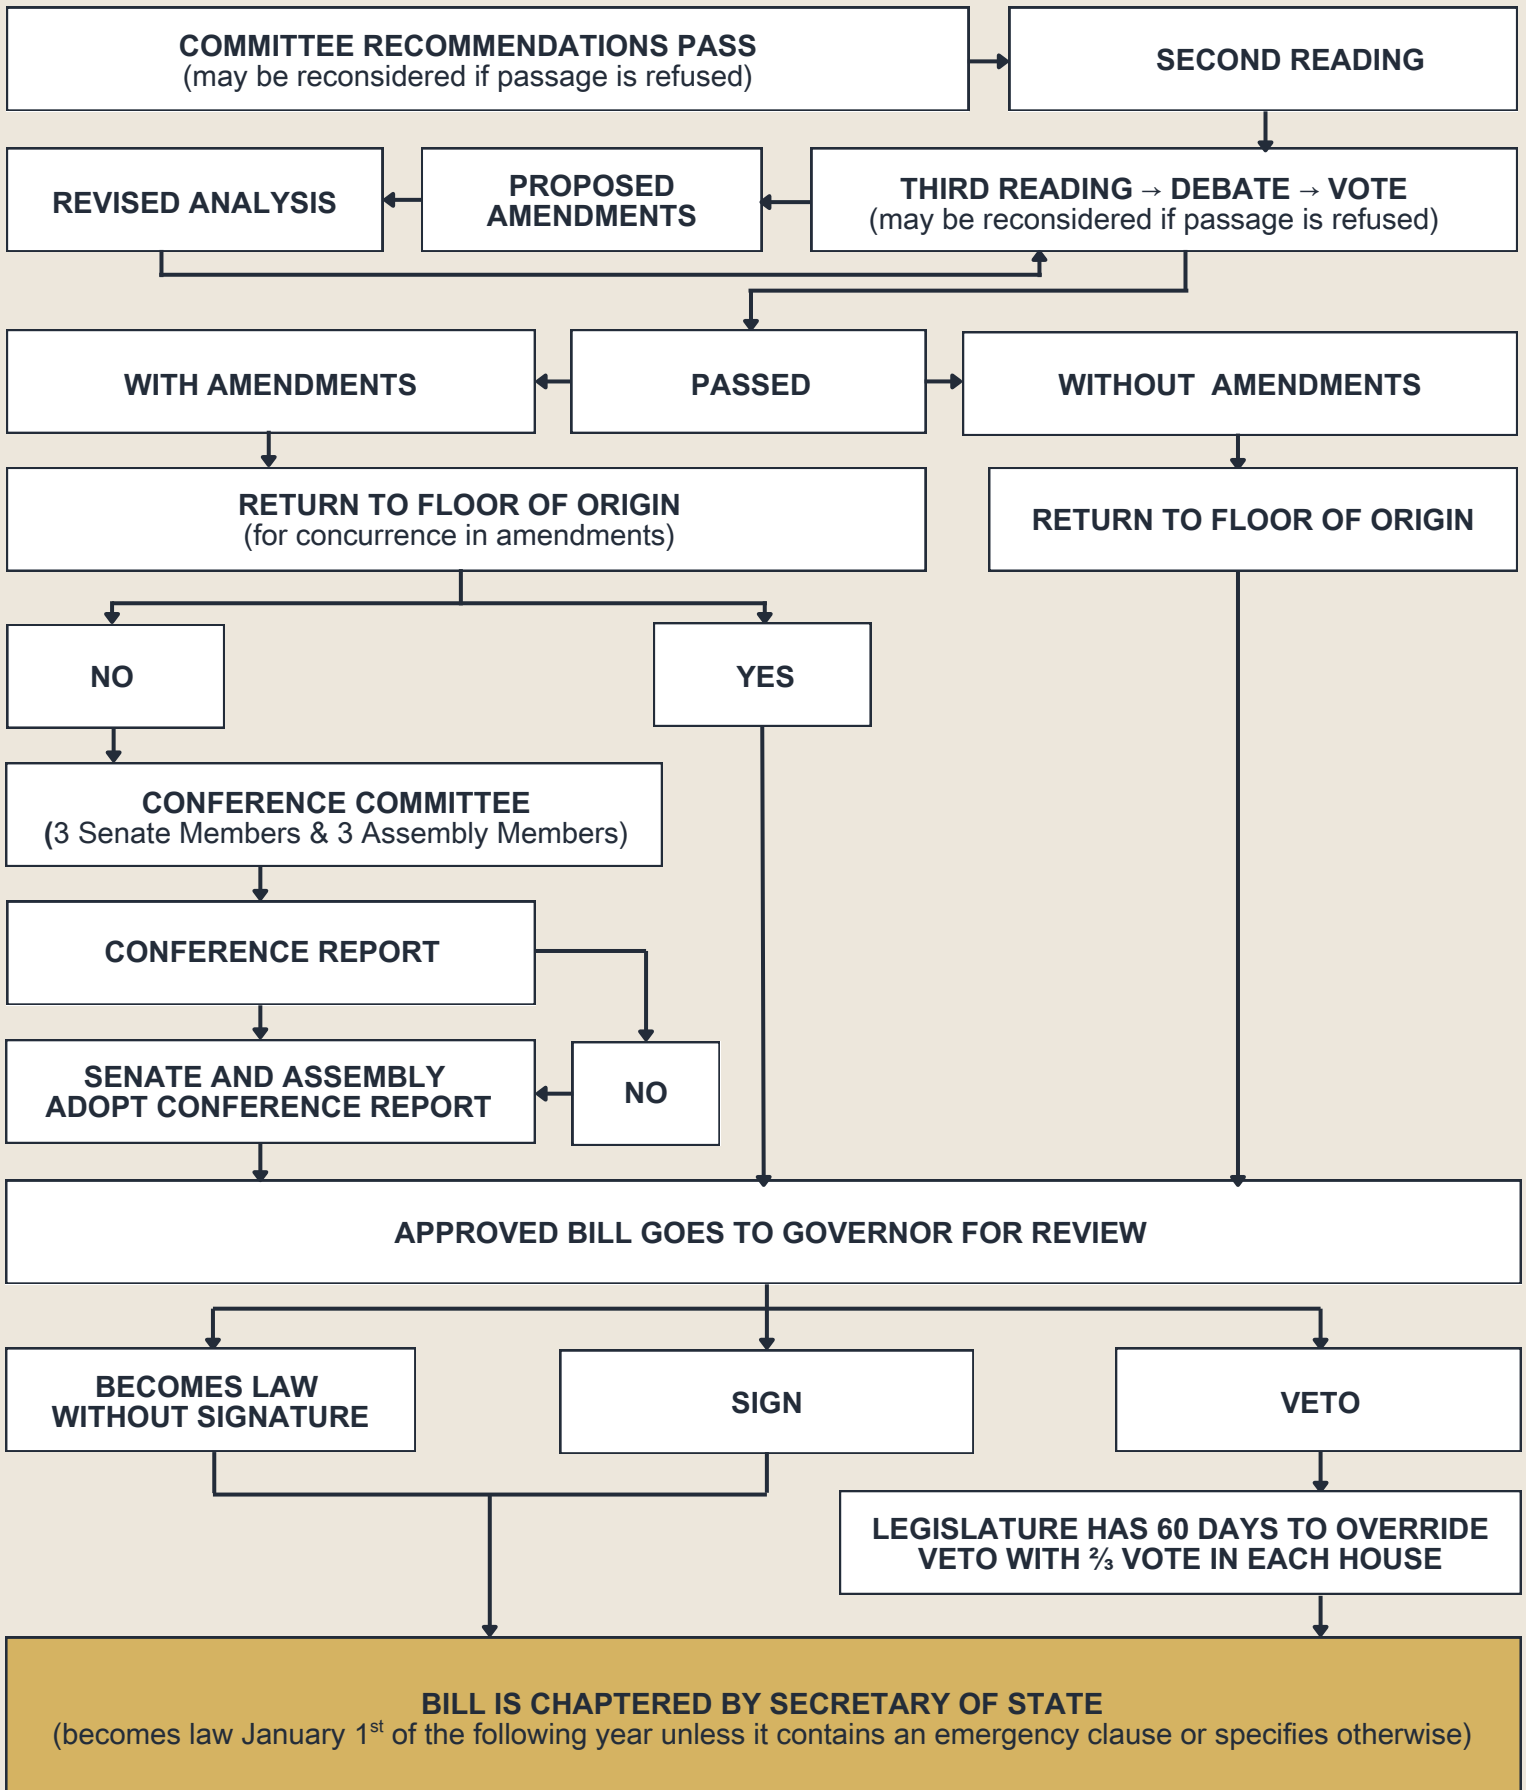 COMMITTEE RECOMMENDATIONS PASS
(may be reconsidered if passage is refused)
SECOND READING
THIRD READING → DEBATE → VOTE
(may be reconsidered if passage is refused)
PROPOSED
AMENDMENTS
REVISED ANALYSIS
PASSED
WITH AMENDMENTS
WITHOUT AMENDMENTS
RETURN TO FLOOR OF ORIGIN
(for concurrence in amendments)
RETURN TO FLOOR OF ORIGIN
NO
YES
CONFERENCE COMMITTEE
(3 Senate Members & 3 Assembly Members)
CONFERENCE REPORT
SENATE AND ASSEMBLY
ADOPT CONFERENCE REPORT
NO
APPROVED BILL GOES TO GOVERNOR FOR REVIEW
BECOMES LAW
WITHOUT SIGNATURE
SIGN
VETO
LEGISLATURE HAS 60 DAYS TO OVERRIDE
VETO WITH ⅔ VOTE IN EACH HOUSE
BILL IS CHAPTERED BY SECRETARY OF STATE
(becomes law January 1st of the following year unless it contains an emergency clause or specifies otherwise)